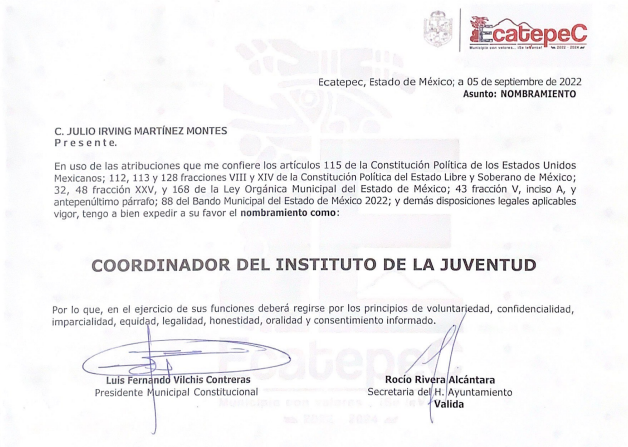 EcatepeC
Municipio con valores... ¡Se levanta! 2022 - 2024
Ecatepec, Estado de México; a 05 de septiembre de 2022
Asunto: NOMBRAMIENTO
C. JULIO IRVING MARTÍNEZ MONTES
P r e s e n t e.
En uso de las atribuciones que me confiere los artículos 115 de la Constitución Política de los Estados Unidos
Mexicanos; 112, 113 y 128 fracciones VIII y XIV de la Constitución Política del Estado Libre y Soberano de México;
32, 48 fracción XXV, y 168 de la Ley Orgánica Municipal del Estado de México; 43 fracción V, inciso A, y
antepenúltimo párrafo; 88 del Bando Municipal del Estado de México 2022; y demás disposiciones legales aplicables
vigor, tengo a bien expedir a su favor el nombramiento como:
COORDINADOR DEL INSTITUTO DE LA JUVENTUD
Por lo que, en el ejercicio de sus funciones deberá regirse por los principios de voluntariedad, confidencialidad,
imparcialidad, equidad, legalidad, honestidad, oralidad y consentimiento informado.
Luis Fernando Vilchis Contreras
Presidente Municipal Constitucional
Rocío Rivera Alcántara
Secretaria del H. Ayuntamiento
Valida